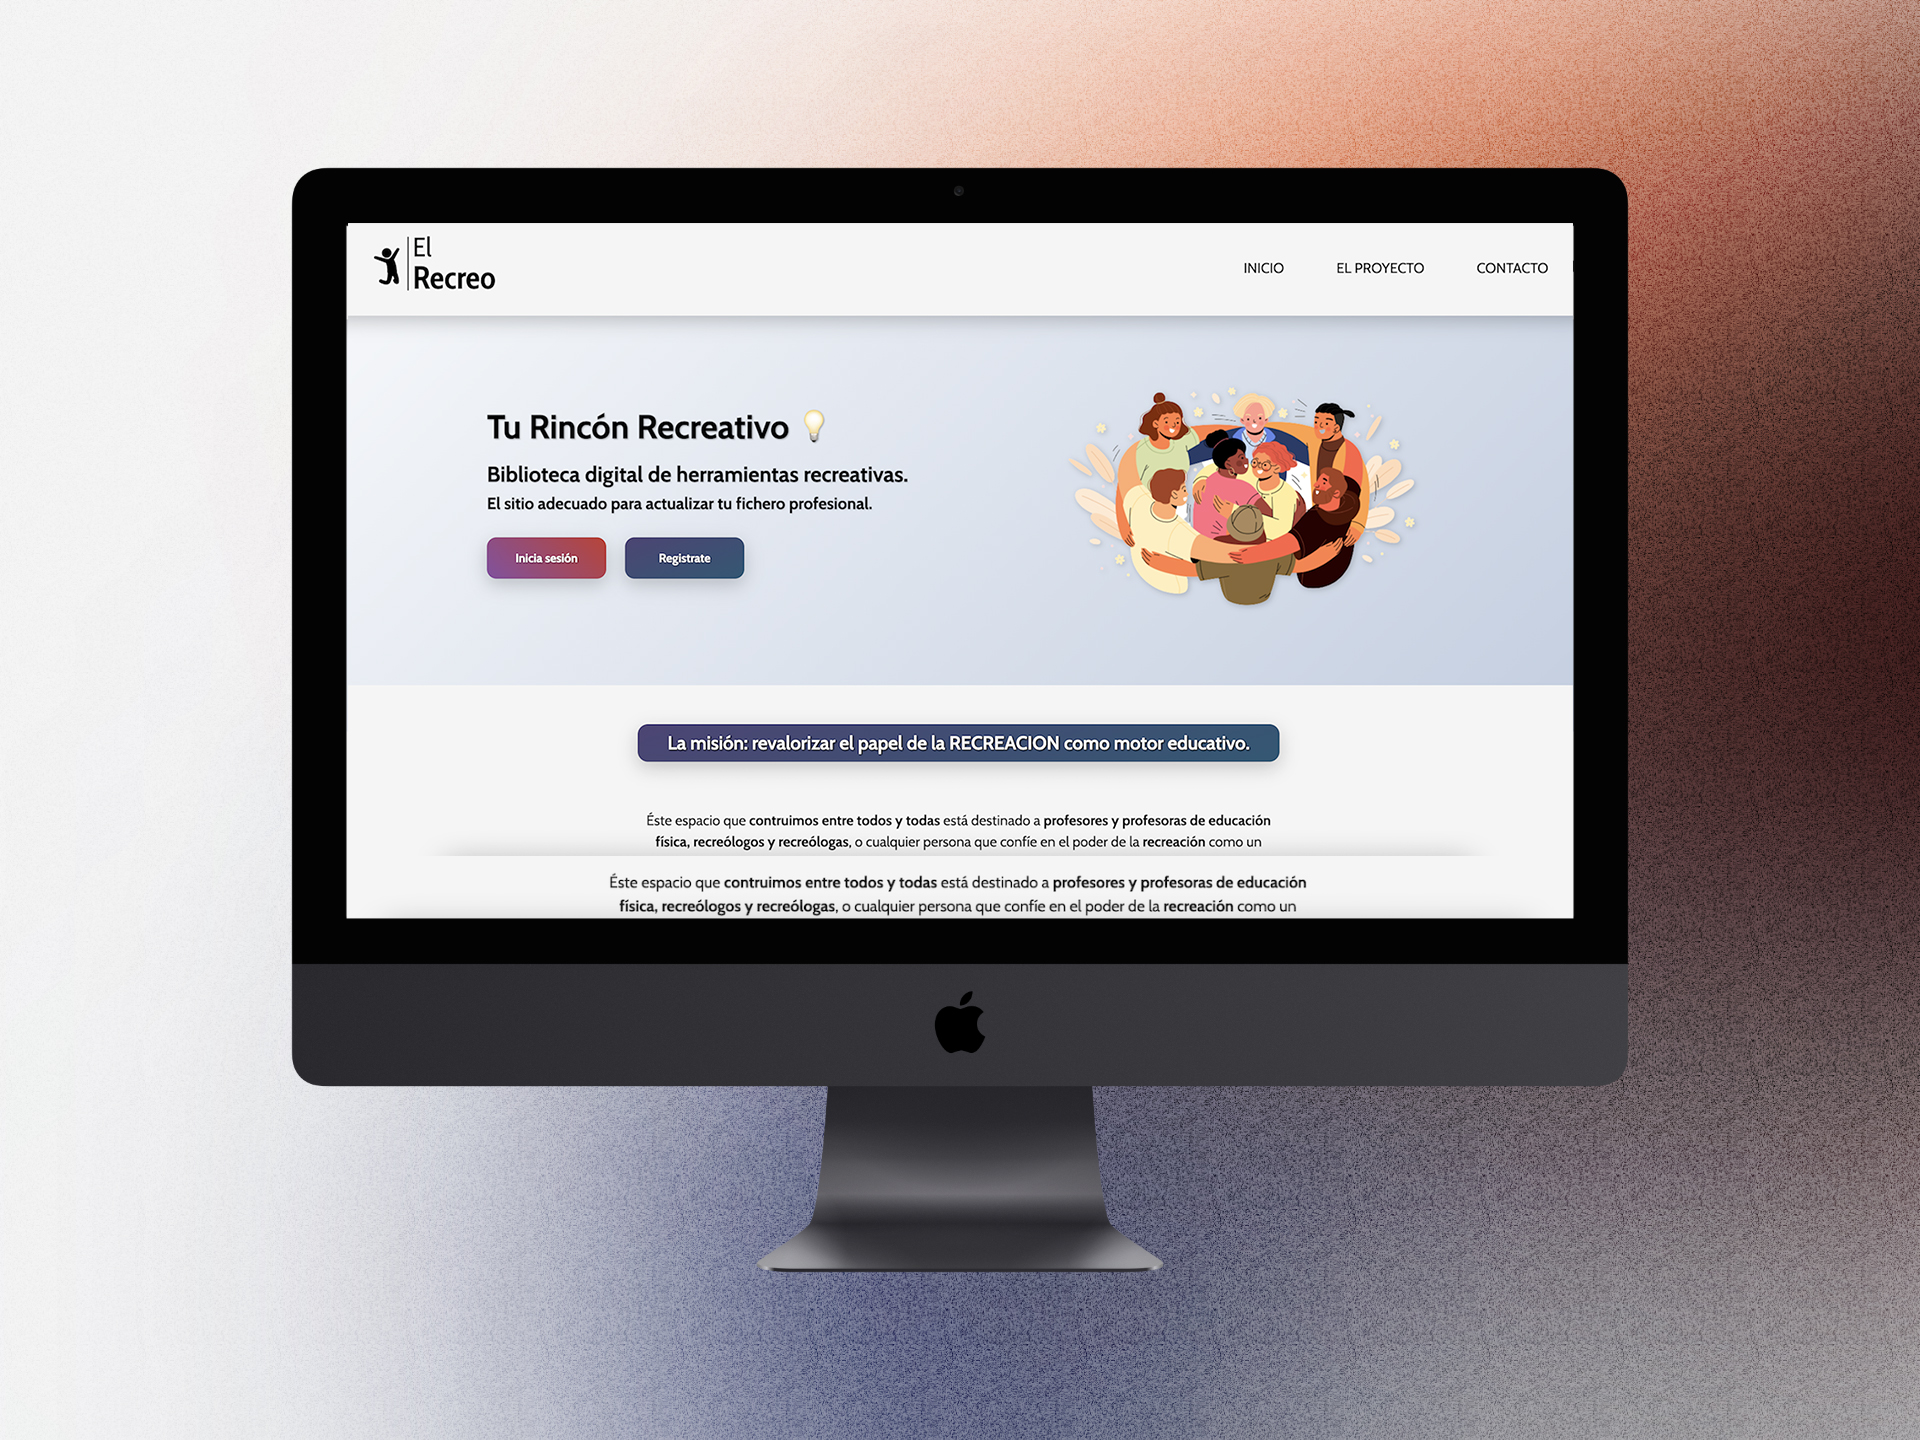 El
Recreo
INICIO
EL PROYECTO
CONTACTO
Tu Rincón Recreativo
Biblioteca digital de herramientas recreativas.
El sitio adecuado para actualizar tu fichero profesional.
Inicia sesión
Registrate
La misión: revalorizar el papel de la RECREACION como motor educativo.
Éste espacio que contruimos entre todos y todas está destinado a profesores y profesoras de educación
física, recreólogos y recreólogas, o cualquier persona que confíe en el poder de la recreación como un
Éste espacio que contruimos entre todos y todas está destinado a profesores y profesoras de educación
física, recreólogos y recreólogas, o cualquier persona que confíe en el poder de la recreación como un